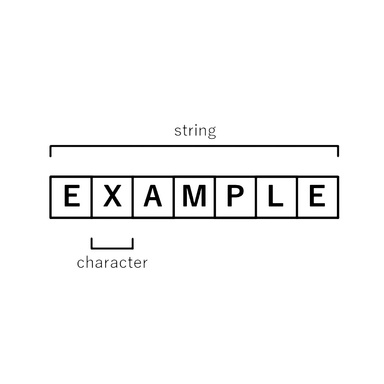 string
EXAMPLE
character